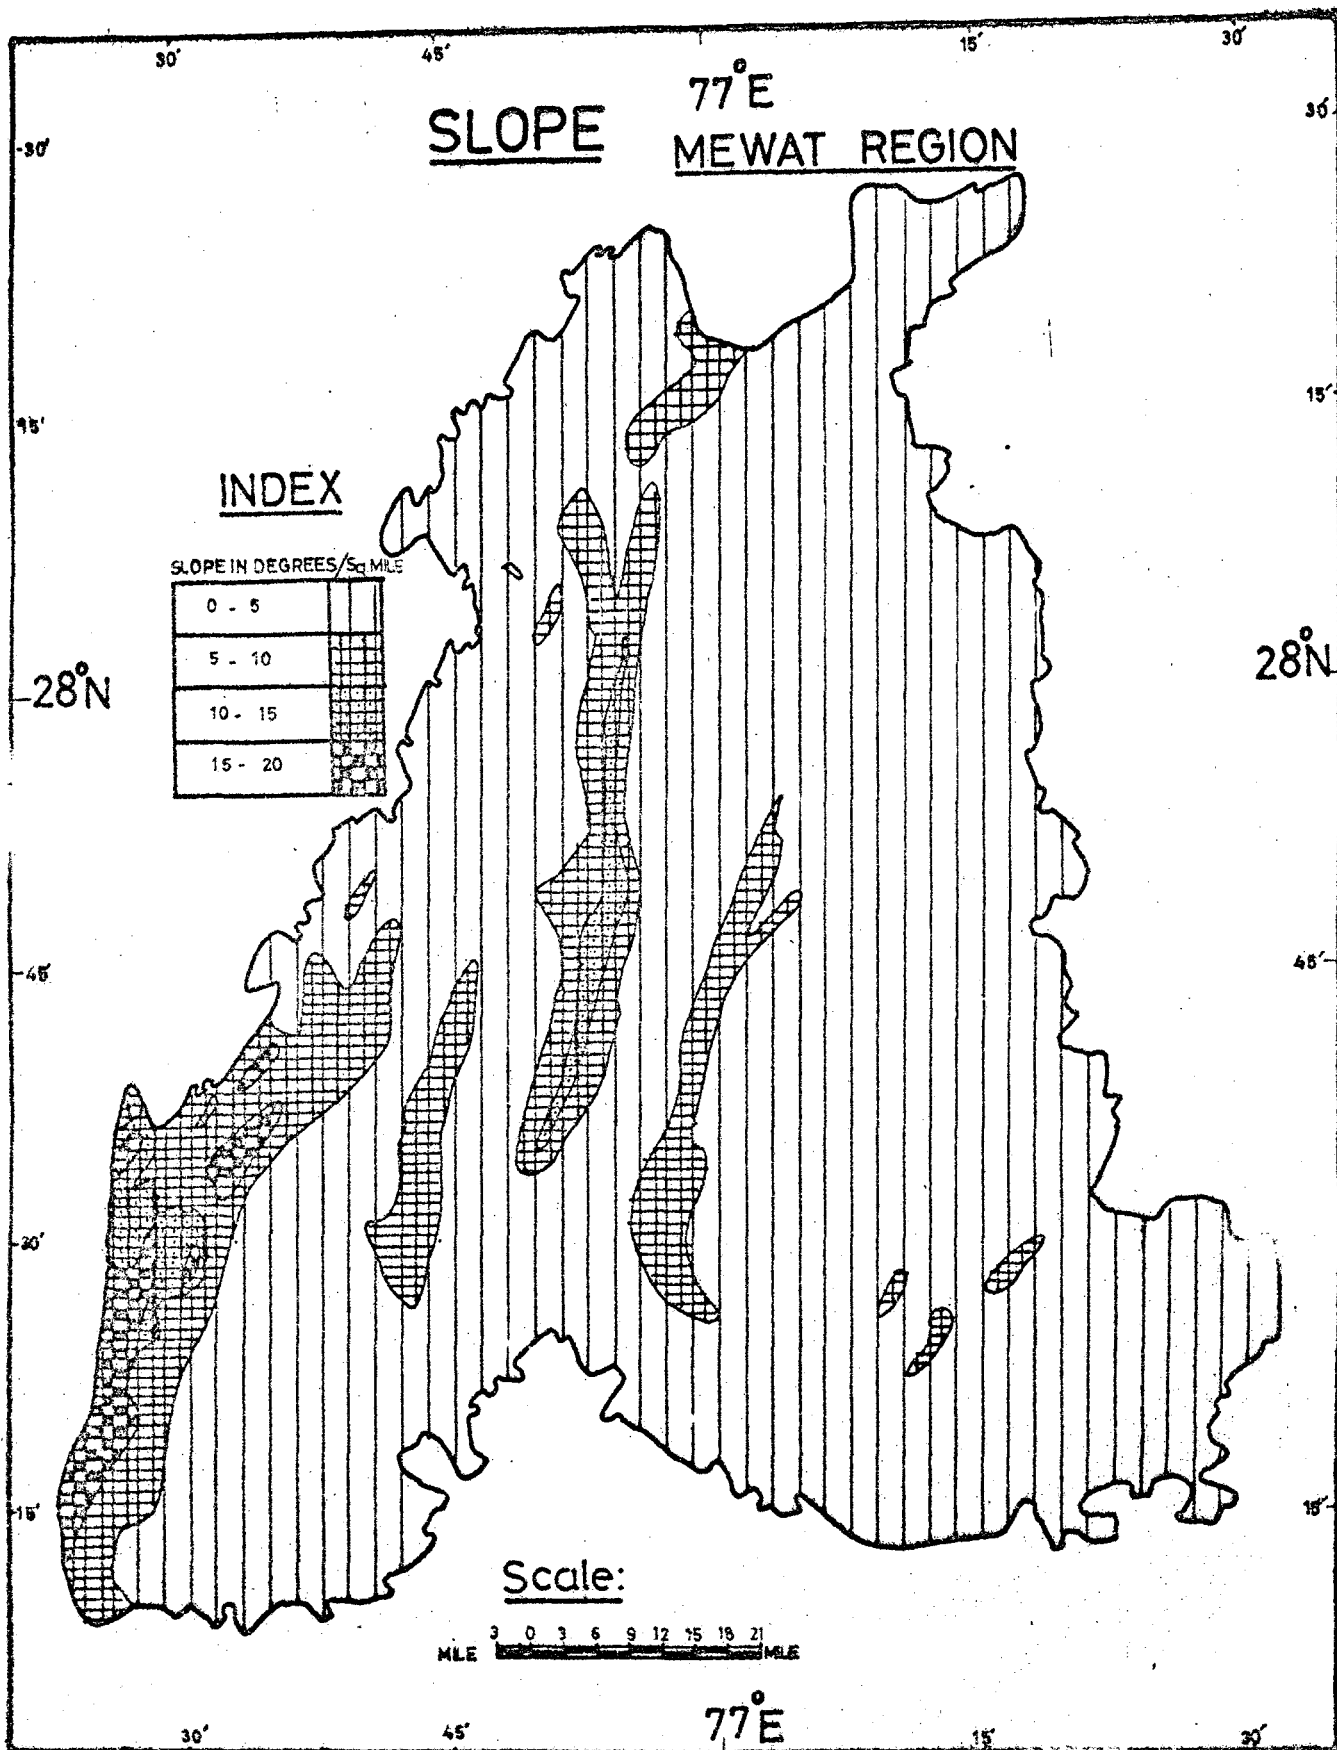 30′ 45′ 15′ 30′
77°E
SLOPE
MEWAT REGION
30′ 30′
45′ 15′
INDEX
SLOPE IN DEGREES/Sq.MILE
0 - 5
5 - 10
28°N 28°N
10 - 15
15 - 20
45′ 45′
30′
15′ 15′
Scale:
3 0 3 6 9 12 15 18 21
MILE MILE
77°E
30′ 45′ 15′ 30′